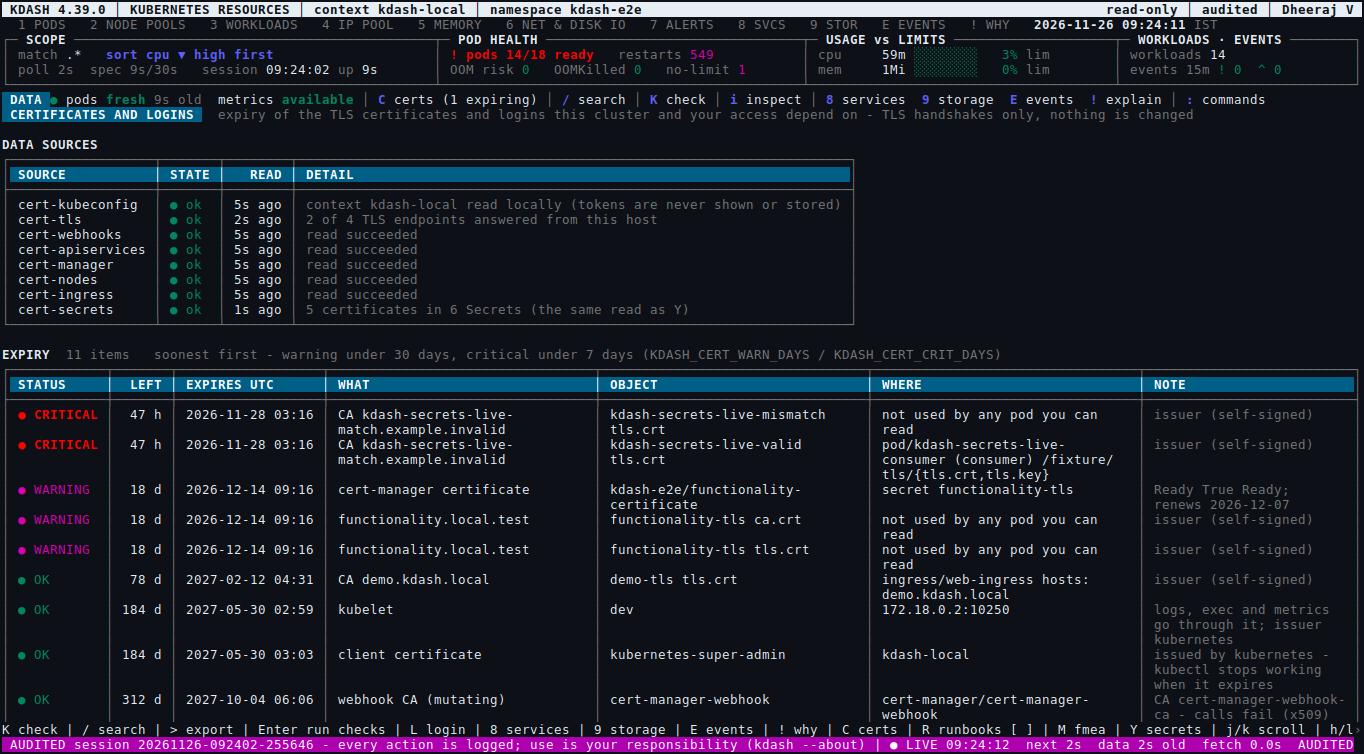 KDASH 4.39.0 │ KUBERNETES RESOURCES │ context kdash-local │ namespace kdash-e2e read-only │ audited │ Dheeraj V
1 PODS 2 NODE POOLS 3 WORKLOADS 4 IP POOL 5 MEMORY 6 NET & DISK IO 7 ALERTS 8 SVCS 9 STOR E EVENTS ! WHY 2026-11-26 09:24:11 IST
SCOPE POD HEALTH USAGE vs LIMITS WORKLOADS · EVENTS
match .* sort cpu ▼ high first ! pods 14/18 ready restarts 549 cpu 59m 3% lim workloads 14
poll 2s spec 9s/30s session 09:24:02 up 9s OOM risk 0 OOMKilled 0 no-limit 1 mem 1Mi 0% lim events 15m ! 0 ^ 0
DATA ● pods fresh 9s old metrics available │ C certs (1 expiring) │ / search │ K check │ i inspect │ 8 services 9 storage E events ! explain │ : commands
CERTIFICATES AND LOGINS expiry of the TLS certificates and logins this cluster and your access depend on - TLS handshakes only, nothing is changed
DATA SOURCES
SOURCE STATE READ DETAIL
cert-kubeconfig ● ok 5s ago context kdash-local read locally (tokens are never shown or stored)
cert-tls ● ok 2s ago 2 of 4 TLS endpoints answered from this host
cert-webhooks ● ok 5s ago read succeeded
cert-apiservices ● ok 5s ago read succeeded
cert-manager ● ok 5s ago read succeeded
cert-nodes ● ok 5s ago read succeeded
cert-ingress ● ok 5s ago read succeeded
cert-secrets ● ok 1s ago 5 certificates in 6 Secrets (the same read as Y)
EXPIRY 11 items soonest first - warning under 30 days, critical under 7 days (KDASH_CERT_WARN_DAYS / KDASH_CERT_CRIT_DAYS)
STATUS LEFT EXPIRES UTC WHAT OBJECT WHERE NOTE
● CRITICAL 47 h 2026-11-28 03:16 CA kdash-secrets-live- kdash-secrets-live-mismatch not used by any pod you can issuer (self-signed)
match.example.invalid tls.crt read
● CRITICAL 47 h 2026-11-28 03:16 CA kdash-secrets-live- kdash-secrets-live-valid pod/kdash-secrets-live- issuer (self-signed)
match.example.invalid tls.crt consumer (consumer) /fixture/
tls/{tls.crt,tls.key}
● WARNING 18 d 2026-12-14 09:16 cert-manager certificate kdash-e2e/functionality- secret functionality-tls Ready True Ready;
certificate renews 2026-12-07
● WARNING 18 d 2026-12-14 09:16 functionality.local.test functionality-tls ca.crt not used by any pod you can issuer (self-signed)
read
● WARNING 18 d 2026-12-14 09:16 functionality.local.test functionality-tls tls.crt not used by any pod you can issuer (self-signed)
read
● OK 78 d 2027-02-12 04:31 CA demo.kdash.local demo-tls tls.crt ingress/web-ingress hosts: issuer (self-signed)
demo.kdash.local
● OK 184 d 2027-05-30 02:59 kubelet dev 172.18.0.2:10250 logs, exec and metrics
go through it; issuer
kubernetes
● OK 184 d 2027-05-30 03:03 client certificate kubernetes-super-admin kdash-local issued by kubernetes -
kubectl stops working
when it expires
● OK 312 d 2027-10-04 06:06 webhook CA (mutating) cert-manager-webhook cert-manager/cert-manager- CA cert-manager-webhook-
webhook ca - calls fail (x509)
K check | / search | > export | Enter run checks | L login | 8 services | 9 storage | E events | ! why | C certs | R runbooks [ ] | M fmea | Y secrets | j/k scroll | h/l›
AUDITED session 20261126-092402-255646 - every action is logged; use is your responsibility (kdash --about) | ● LIVE 09:24:12 next 2s data 2s old fetch 0.0s AUDITED